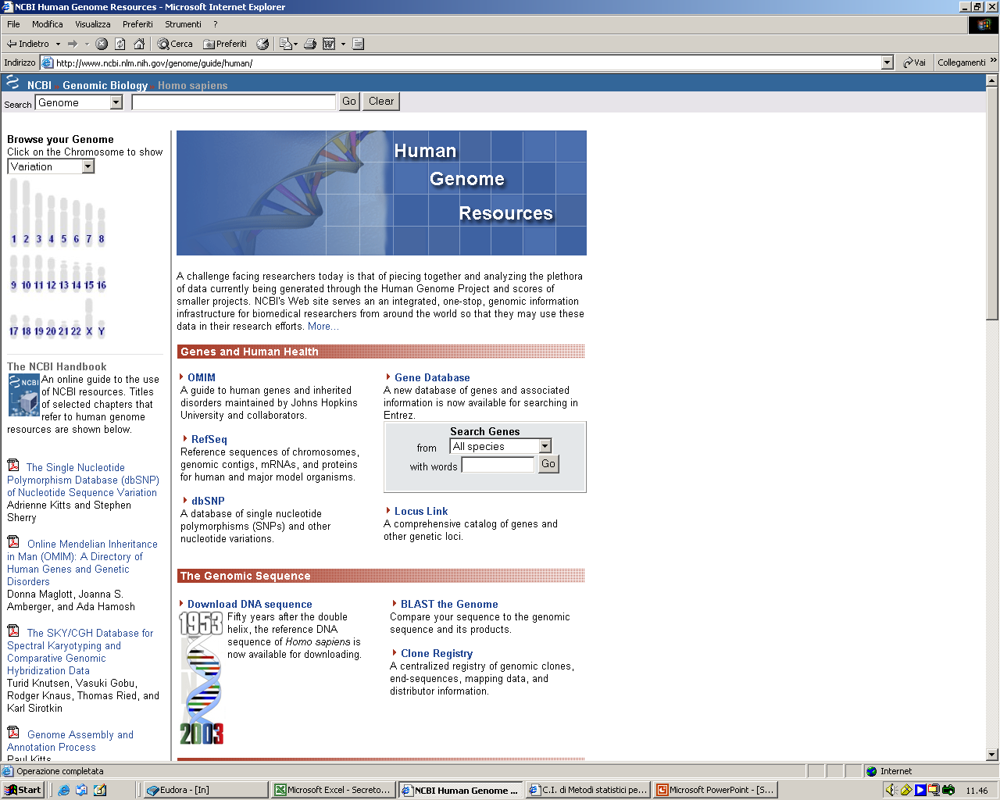 NCBI Human Genome Resources - Microsoft Internet Explorer
File Modifica Visualizza Preferiti Strumenti ?
Indietro Cerca Preferiti
Indirizzo http://www.ncbi.nlm.nih.gov/genome/guide/human/ Vai Collegamenti »
NCBI Genomic Biology Homo sapiens
Search Genome Go Clear
Browse your Genome
Click on the Chromosome to show
Variation
1 2 3 4 5 6 7 8
9 10 11 12 13 14 15 16
17 18 19 20 21 22 X Y
The NCBI Handbook
NCBI
An online guide to the use
of NCBI resources. Titles
of selected chapters that
refer to human genome
resources are shown below.
The Single Nucleotide
Polymorphism Database (dbSNP)
of Nucleotide Sequence Variation
Adrienne Kitts and Stephen
Sherry
Online Mendelian Inheritance
in Man (OMIM): A Directory of
Human Genes and Genetic
Disorders
Donna Maglott, Joanna S.
Amberger, and Ada Hamosh
The SKY/CGH Database for
Spectral Karyotyping and
Comparative Genomic
Hybridization Data
Turid Knutsen, Vasuki Gobu,
Rodger Knaus, Thomas Ried, and
Karl Sirotkin
Genome Assembly and
Annotation Process
Paul Kitts
Human
Genome
Resources
A challenge facing researchers today is that of piecing together and analyzing the plethora
of data currently being generated through the Human Genome Project and scores of
smaller projects. NCBI's Web site serves an an integrated, one-stop, genomic information
infrastructure for biomedical researchers from around the world so that they may use these
data in their research efforts. More...
Genes and Human Health
OMIM
A guide to human genes and inherited
disorders maintained by Johns Hopkins
University and collaborators.
RefSeq
Reference sequences of chromosomes,
genomic contigs, mRNAs, and proteins
for human and major model organisms.
dbSNP
A database of single nucleotide
polymorphisms (SNPs) and other
nucleotide variations.
Gene Database
A new database of genes and associated
information is now available for searching in
Entrez.
Search Genes
from All species
with words Go
Locus Link
A comprehensive catalog of genes and
other genetic loci.
The Genomic Sequence
Download DNA sequence
1953
Fifty years after the double
helix, the reference DNA
sequence of Homo sapiens is
now available for downloading.
2003
BLAST the Genome
Compare your sequence to the genomic
sequence and its products.
Clone Registry
A centralized registry of genomic clones,
end-sequences, mapping data, and
distributor information.
Operazione completata Internet
Start Eudora - [In] Microsoft Excel - Secreto... NCBI Human Genome ... C.I. di Metodi statistici pe... Microsoft PowerPoint - [S... 11.46